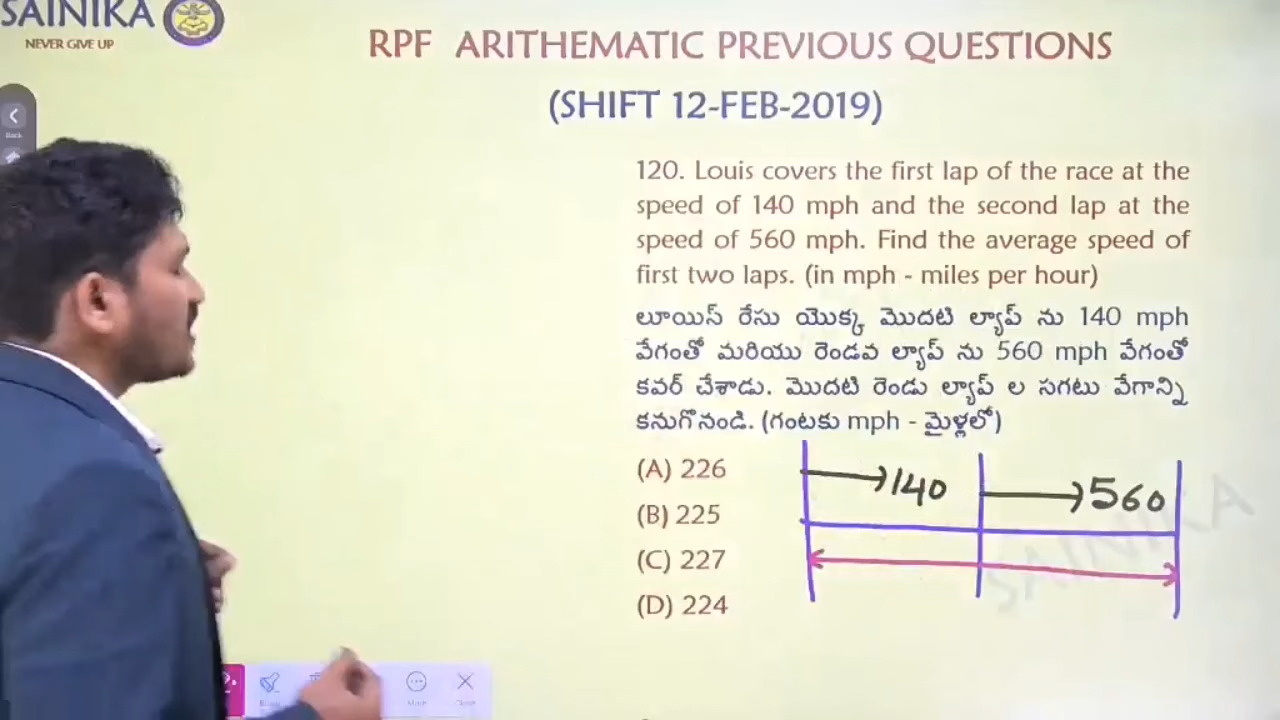 SAINIKA
NEVER GIVE UP
RPF ARITHEMATIC PREVIOUS QUESTIONS
(SHIFT 12-FEB-2019)
Back
120. Louis covers the first lap of the race at the
speed of 140 mph and the second lap at the
speed of 560 mph. Find the average speed of
first two laps. (in mph - miles per hour)
లూయిస్ రేసు యొక్క మొదటి ల్యాప్ ను 140 mph
వేగంతో మరియు రెండవ ల్యాప్ ను 560 mph వేగంతో
కవర్ చేశాడు. మొదటి రెండు ల్యాప్ ల సగటు వేగాన్ని
కనుగొనండి. (గంటకు mph - మైళ్లలో)
(A) 226
140 560
(B) 225
(C) 227
(D) 224
SAINIKA
More